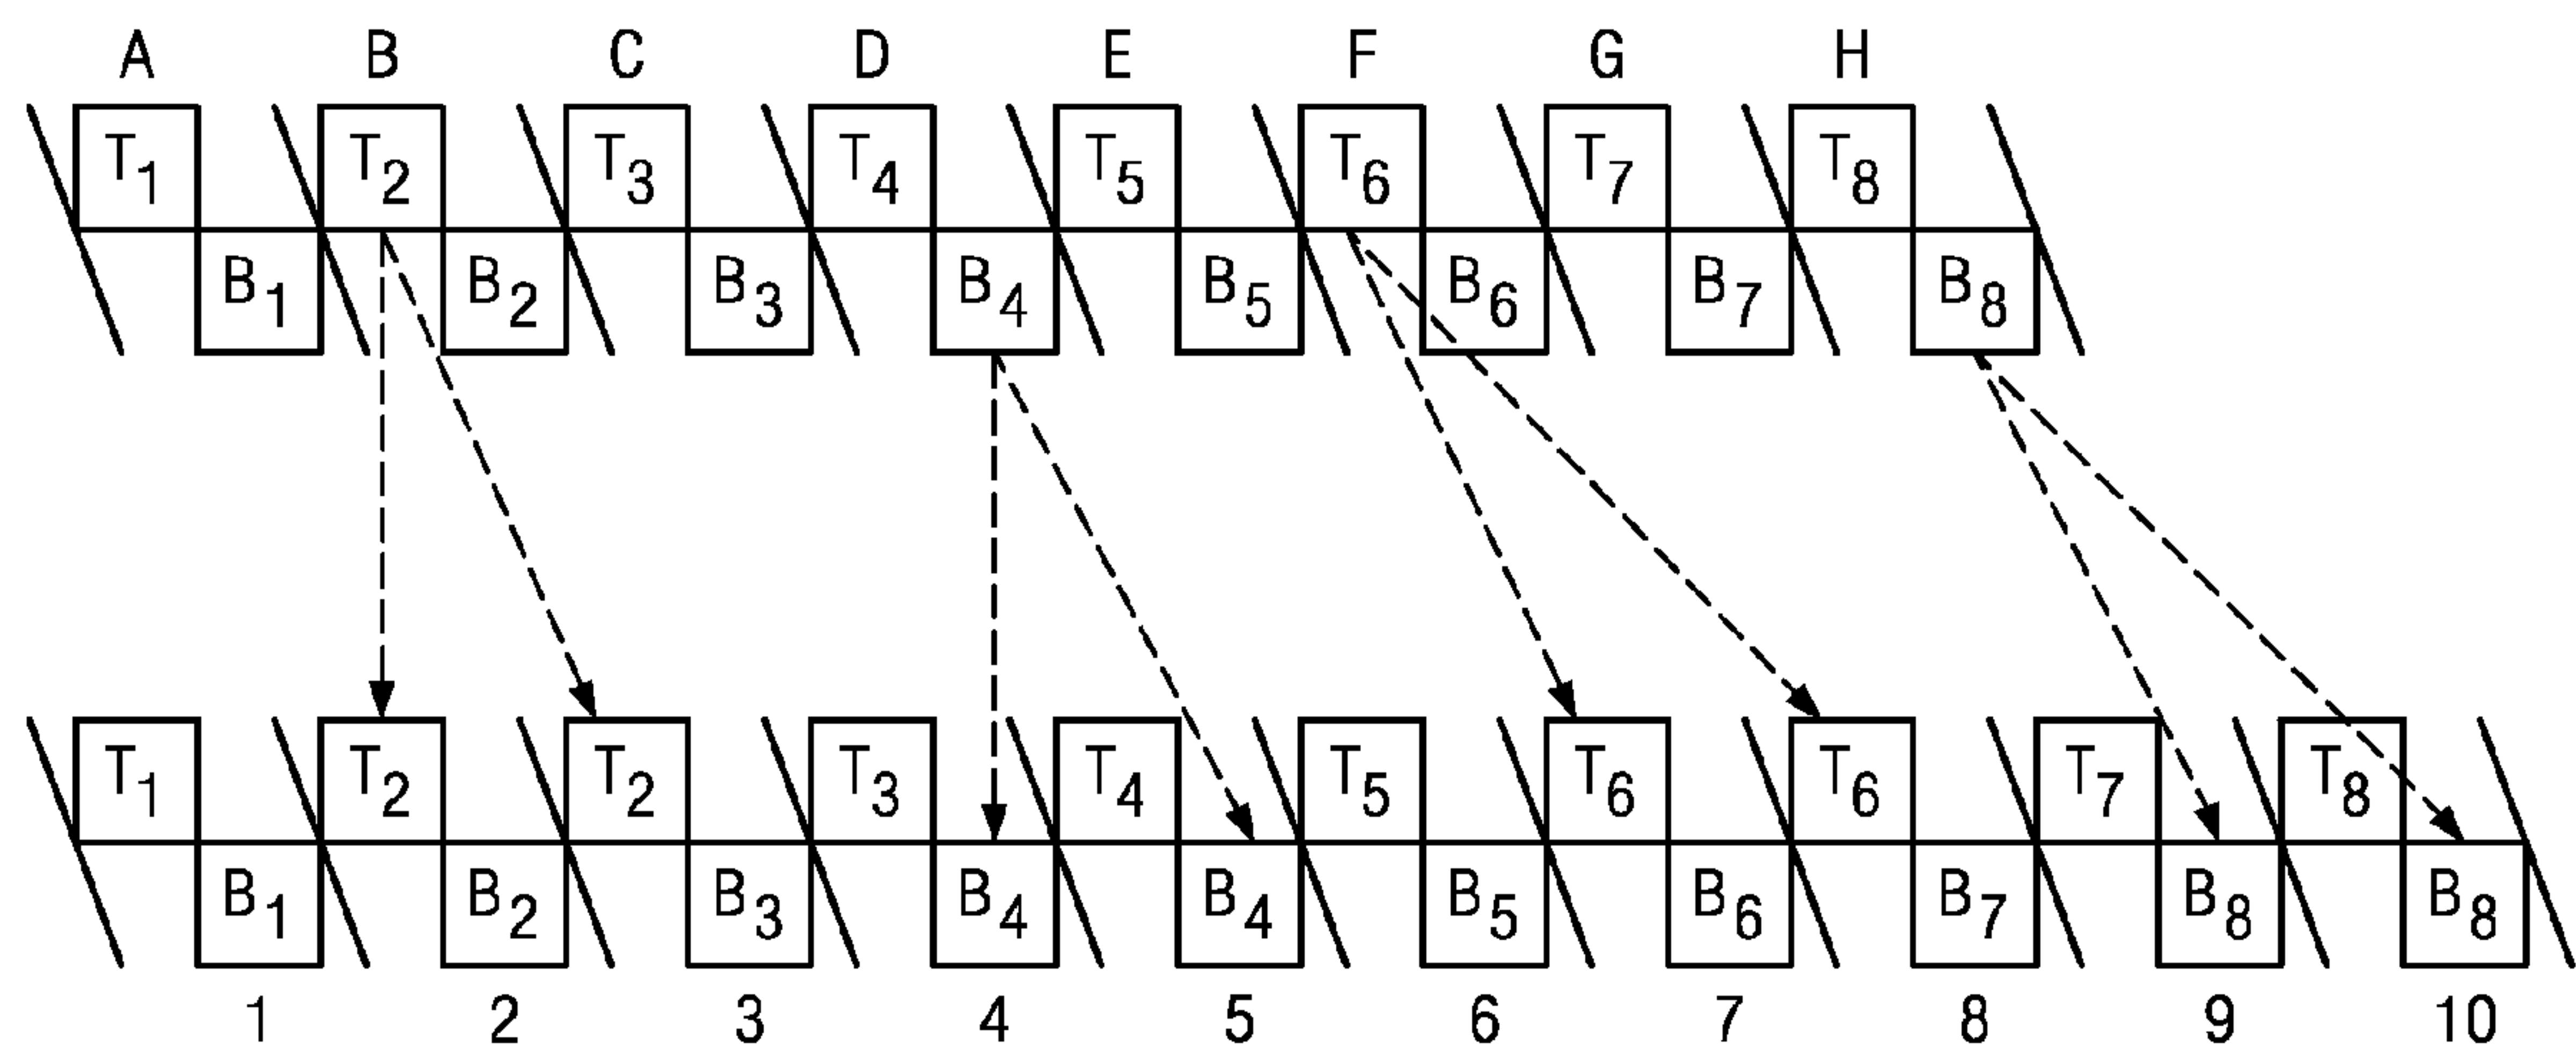 A B C D E F G H
T1 T2 T3 T4 T5 T6 T7 T8
B1 B2 B3 B4 B5 B6 B7 B8
T1 T2 T2 T3 T4 T5 T6 T6 T7 T8
B1 B2 B3 B4 B4 B5 B6 B7 B8 B8
1 2 3 4 5 6 7 8 9 10